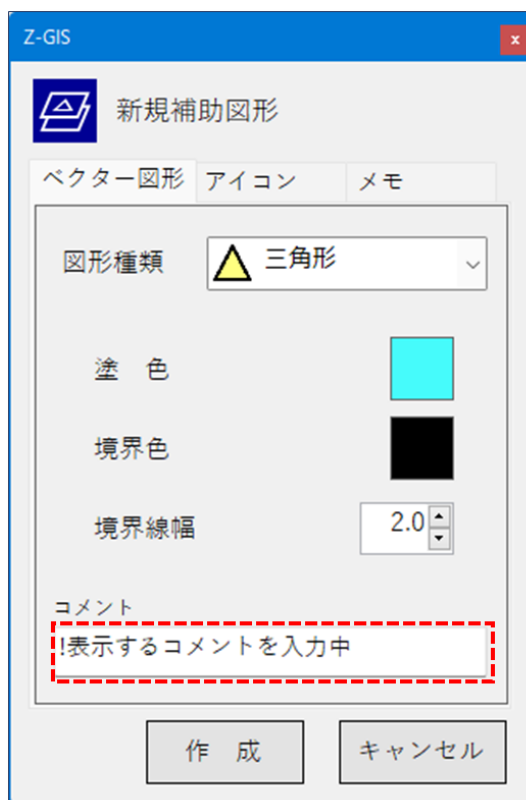 Z-GIS
x
新規補助図形
ベクター図形 アイコン メモ
図形種類 三角形
塗 色
境界色
境界線幅 2.0
コメント
!表示するコメントを入力中
作 成 キャンセル